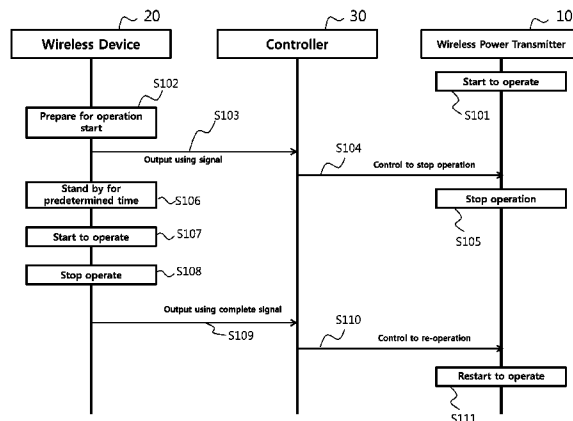 20
30
10
Wireless Device
Controller
Wireless Power Transmitter
Start to operate
S101
S102
Prepare for operation
start
S103
Output using signal
S104
Control to stop operation
Stand by for
predetermined time
S106
Stop operation
S105
Start to operate
S107
Stop operate
S108
Output using complete signal
S109
S110
Control to re-operation
Restart to operate
S111